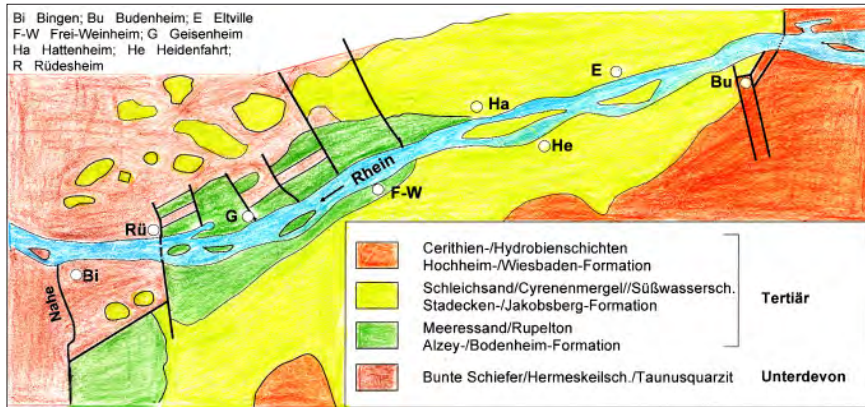 Bi Bingen; Bu Budenheim; E Eltville
F-W Frei-Weinheim; G Geisenheim
Ha Hattenheim; He Heidenfahrt;
R Rüdesheim
E
Bu
Ha
He
Rhein
F-W
G
Rü
Bi
Nahe
Cerithien-/Hydrobienschichten
Hochheim-/Wiesbaden-Formation
Schleichsand/Cyrenenmergel//Süßwassersch.
Stadecken-/Jakobsberg-Formation
Tertiär
Meeressand/Rupelton
Alzey-/Bodenheim-Formation
Bunte Schiefer/Hermeskeilsch./Taunusquarzit
Unterdevon